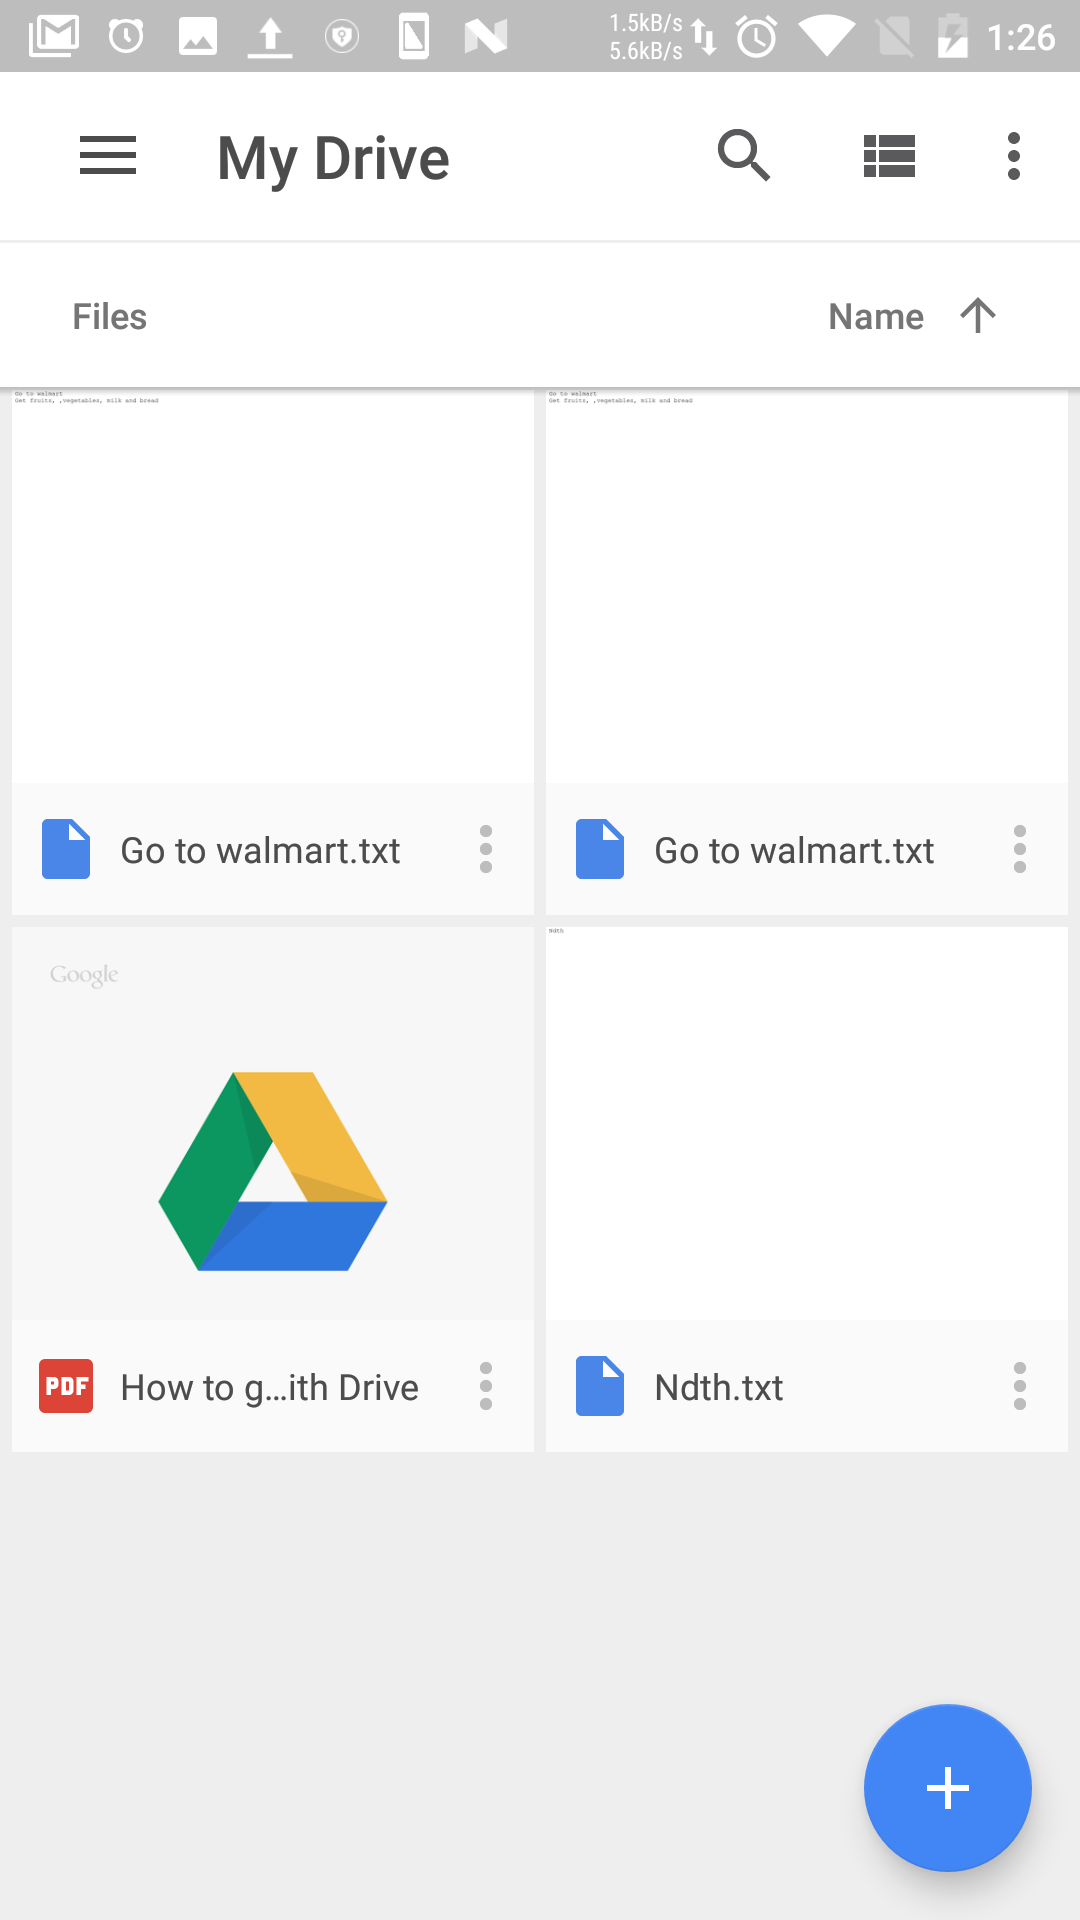 1.5kB/s
5.6kB/s
1:26
My Drive
Files
Name
Go to walmart
Get fruits, ,vegetables, milk and bread
Go to walmart
Get fruits, ,vegetables, milk and bread
Go to walmart.txt
Go to walmart.txt
Google
Ndth
PDF
How to g...ith Drive
Ndth.txt